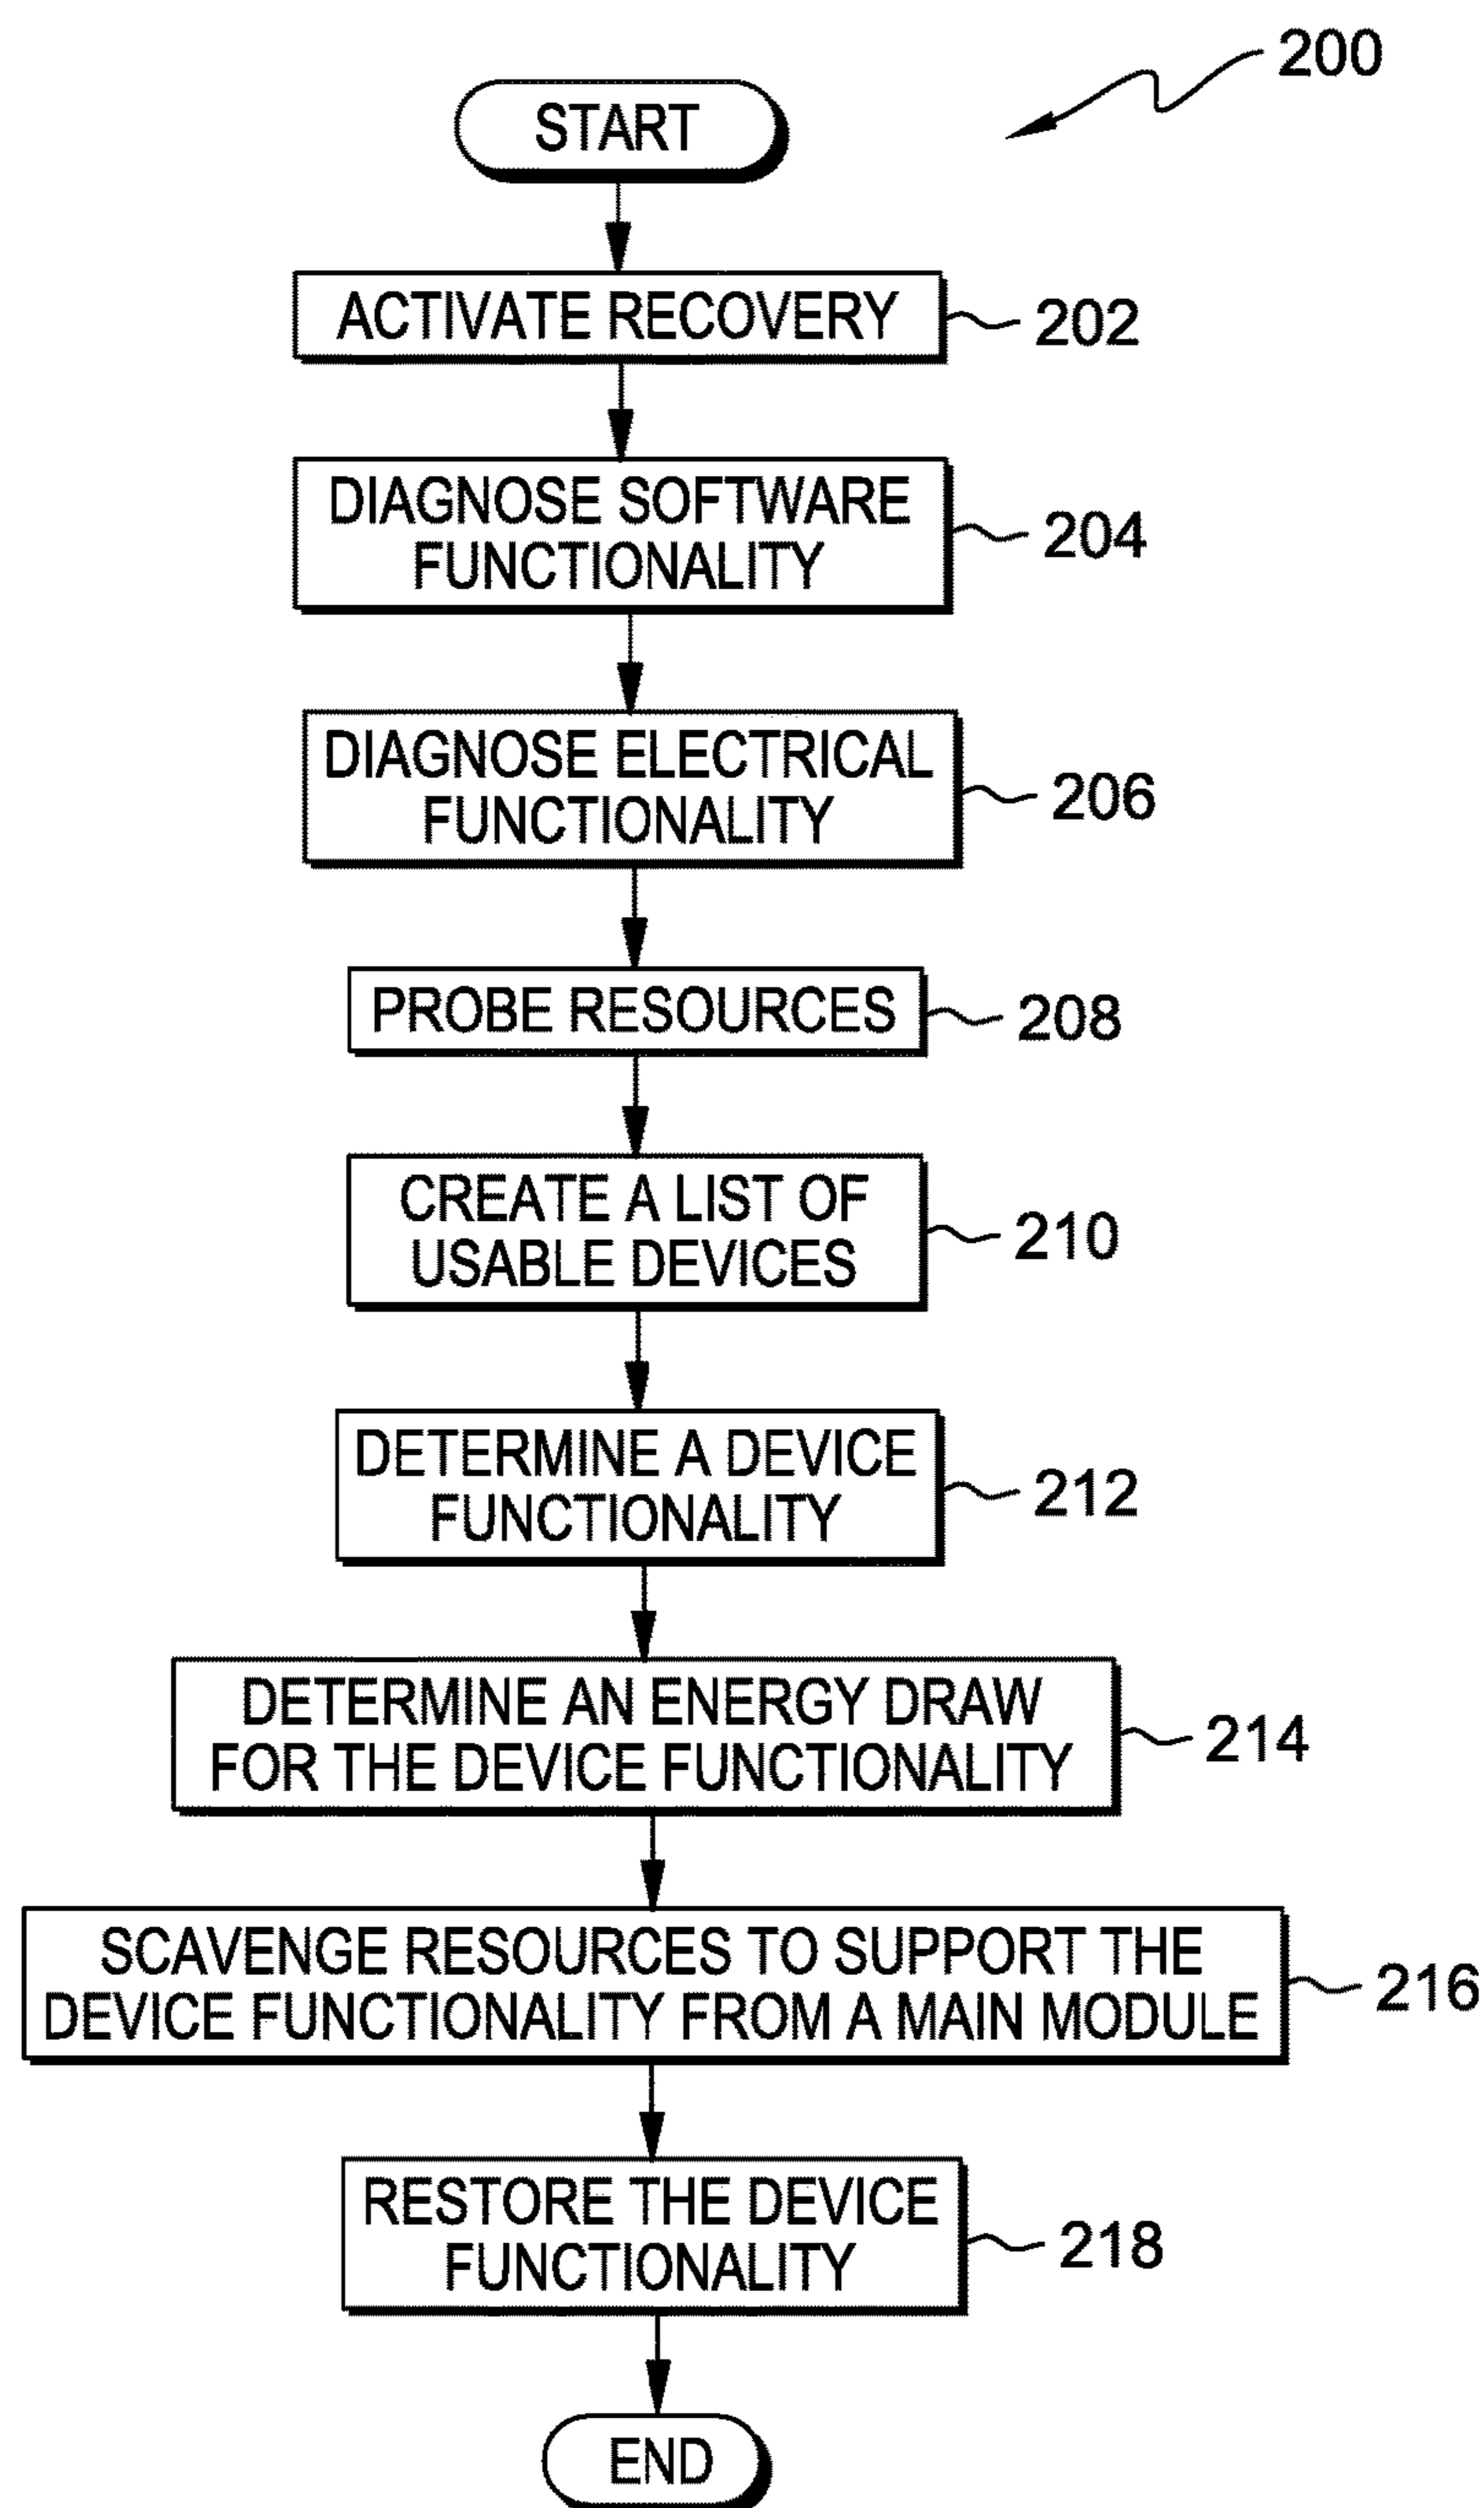 200
START
ACTIVATE RECOVERY
202
DIAGNOSE SOFTWARE
FUNCTIONALITY
204
DIAGNOSE ELECTRICAL
FUNCTIONALITY
206
PROBE RESOURCES
208
CREATE A LIST OF
USABLE DEVICES
210
DETERMINE A DEVICE
FUNCTIONALITY
212
DETERMINE AN ENERGY DRAW
FOR THE DEVICE FUNCTIONALITY
214
SCAVENGE RESOURCES TO SUPPORT THE
DEVICE FUNCTIONALITY FROM A MAIN MODULE
216
RESTORE THE DEVICE
FUNCTIONALITY
218
END